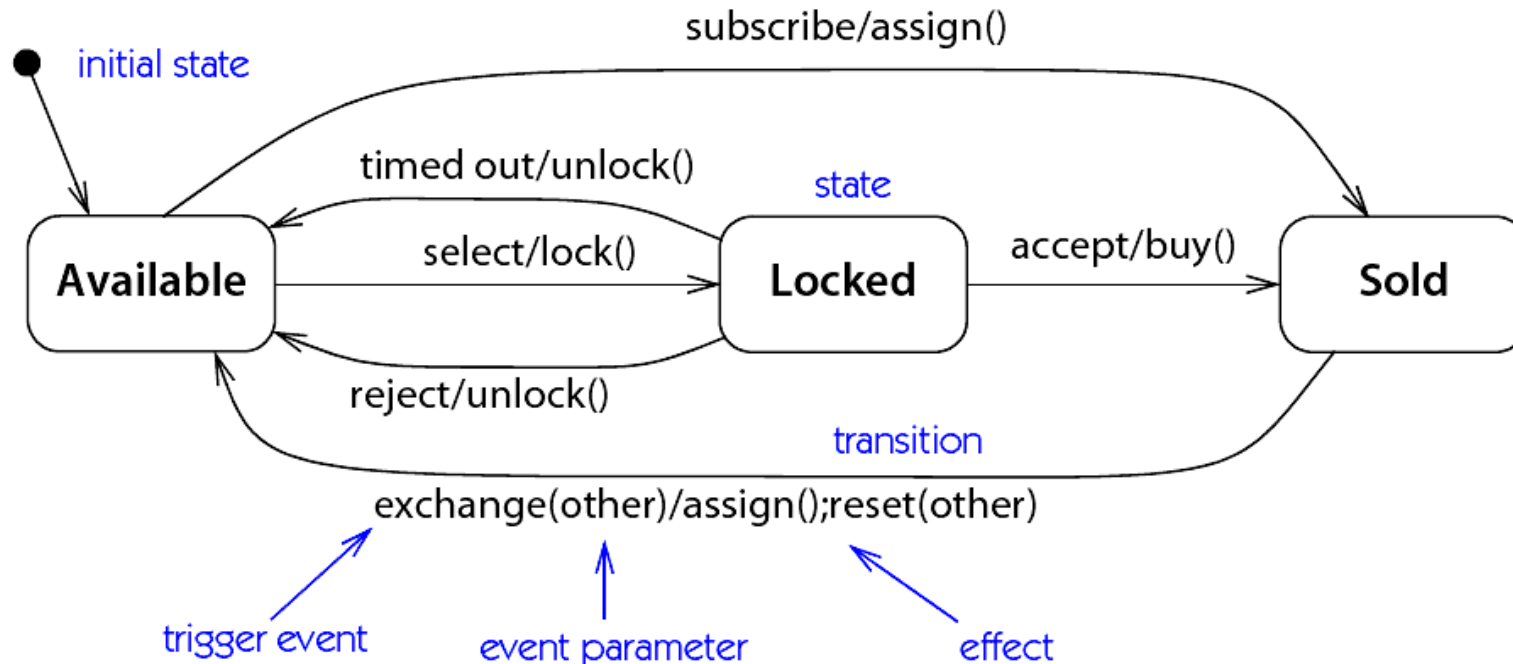 subscribe/assign()
initial state
timed out/unlock()
state
select/lock()
accept/buy()
Available
Locked
Sold
reject/unlock()
transition
exchange(other)/assign();reset(other)
trigger event
event parameter
effect